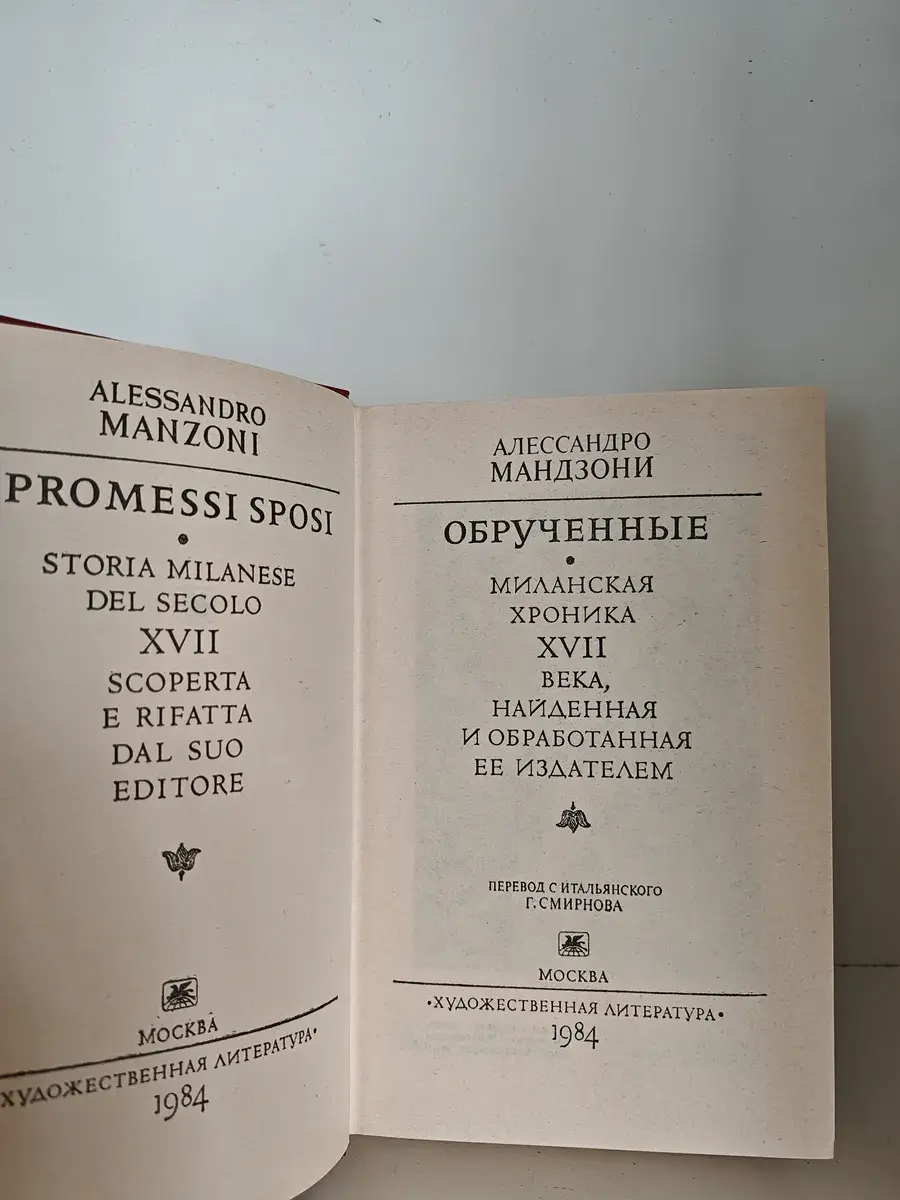 ALESSANDRO
MANZONI
PROMESSI SPOSI
STORIA MILANESE
DEL SECOLO
XVII
SCOPERTA
E RIFATTA
DAL SUO
EDITORE
МОСКВА
ХУДОЖЕСТВЕННАЯ ЛИТЕРАТУРА•
1984
АЛЕССАНДРО
МАНДЗОНИ
ОБРУЧЕННЫЕ
•
МИЛАНСКАЯ
ХРОНИКА
XVII
ВЕКА,
НАЙДЕННАЯ
И ОБРАБОТАННАЯ
ЕЕ ИЗДАТЕЛЕМ
ПЕРЕВОД С ИТАЛЬЯНСКОГО
Г. СМИРНОВА
МОСКВА
•ХУДОЖЕСТВЕННАЯ ЛИТЕРАТУРА•
1984